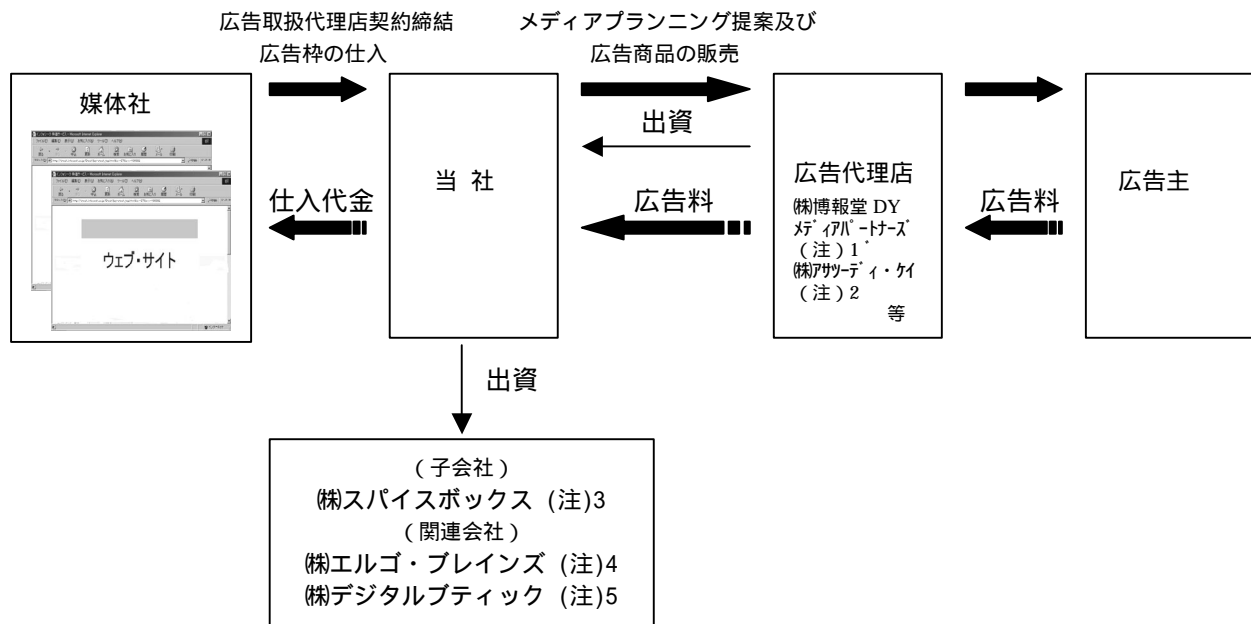 広告取扱代理店契約締結
広告枠の仕入
メディアプランニング提案及び
広告商品の販売
媒体社
ウェブ・サイト
仕入代金
当 社
出資
広告料
広告代理店
㈱博報堂 DY
ﾒﾃﾞｨｱﾊﾟｰﾄﾅｰｽﾞ
（注）1
㈱ｱｻﾂｰﾃﾞｨ・ｹｲ
（注）2
等
広告料
広告主
出資
（子会社）
㈱スパイスボックス (注)3
（関連会社）
㈱エルゴ・ブレインズ (注)4
㈱デジタルブティック (注)5